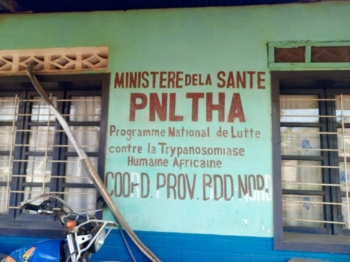 MINISTERE DE LA SANTE
PNLTHA
Programme National de Lutte
contre la Trypanosomiase
Humaine Africaine
COORD. PROV. BDD NORD